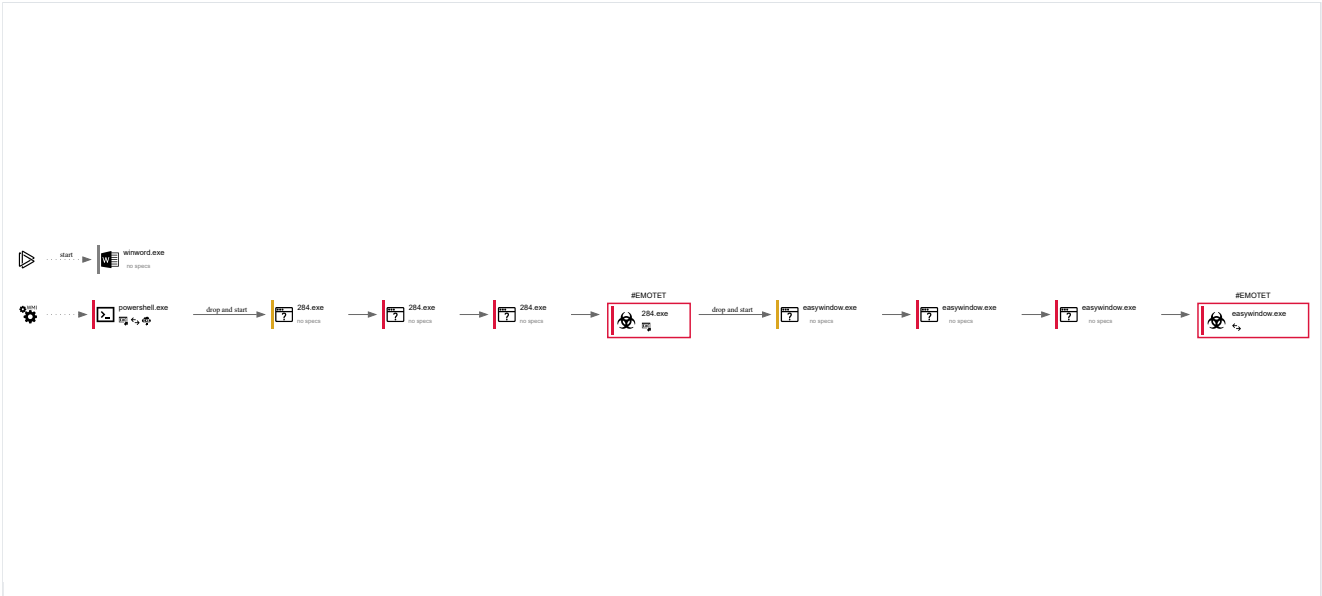 start
winword.exe
no specs
WMI
powershell.exe
drop and start
284.exe
no specs
284.exe
no specs
284.exe
no specs
#EMOTET
284.exe
drop and start
easywindow.exe
no specs
easywindow.exe
no specs
easywindow.exe
no specs
#EMOTET
easywindow.exe